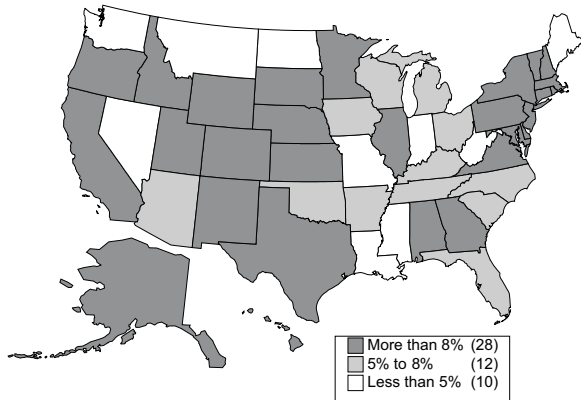 More than 8% (28)
5% to 8% (12)
Less than 5% (10)